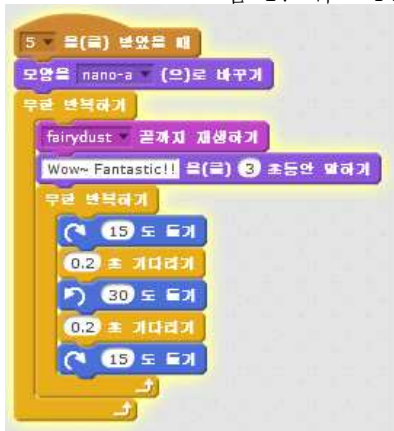 5 을(를) 받았을 때
모양을 nano-a (으)로 바꾸기
무한 반복하기
fairydust 끝까지 재생하기
Wow~ Fantastic!! 을(를) 3 초동안 말하기
무한 반복하기
15 도 돌기
0.2 초 기다리기
30 도 돌기
0.2 초 기다리기
15 도 돌기